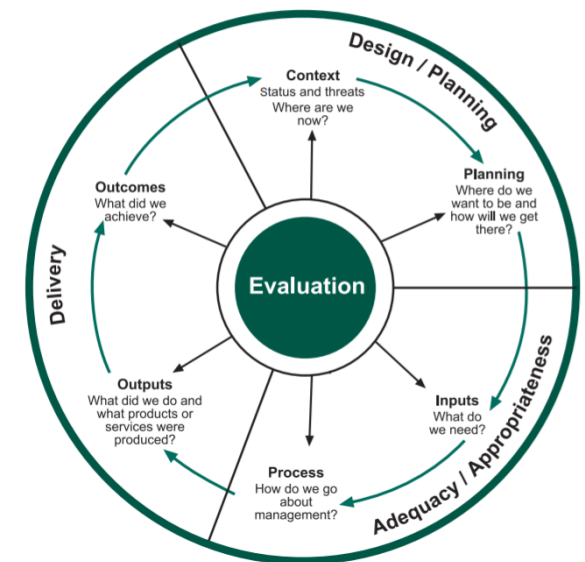 Design / Planning
Context
Status and threats
Where are we
now?
Planning
Where do we
want to be and
how will we get
there?
Outcomes
What did we
achieve?
Evaluation
Delivery
Outputs
What did we do and
what products or
services were
produced?
Inputs
What do
we need?
Process
How do we go
about
management?
Adequacy / Appropriateness